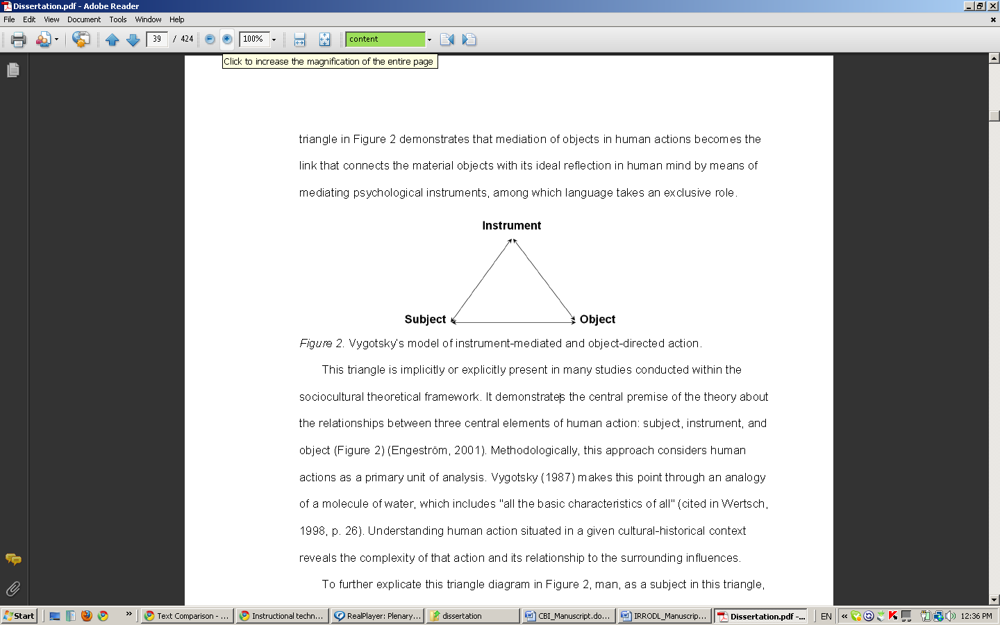 Dissertation.pdf - Adobe Reader
File Edit View Document Tools Window Help
39 / 424 100% content
Click to increase the magnification of the entire page
triangle in Figure 2 demonstrates that mediation of objects in human actions becomes the
link that connects the material objects with its ideal reflection in human mind by means of
mediating psychological instruments, among which language takes an exclusive role.
Instrument
Subject Object
Figure 2. Vygotsky's model of instrument-mediated and object-directed action.
This triangle is implicitly or explicitly present in many studies conducted within the
sociocultural theoretical framework. It demonstrates the central premise of the theory about
the relationships between three central elements of human action: subject, instrument, and
object (Figure 2) (Engeström, 2001). Methodologically, this approach considers human
actions as a primary unit of analysis. Vygotsky (1987) makes this point through an analogy
of a molecule of water, which includes "all the basic characteristics of all" (cited in Wertsch,
1998, p. 26). Understanding human action situated in a given cultural-historical context
reveals the complexity of that action and its relationship to the surrounding influences.
To further explicate this triangle diagram in Figure 2, man, as a subject in this triangle,
Start » Text Comparison - ... Instructional techn... RealPlayer: Plenary... dissertation CBI_Manuscript.do... IRRODL_Manuscrip... Dissertation.pdf -... EN « 12:36 PM